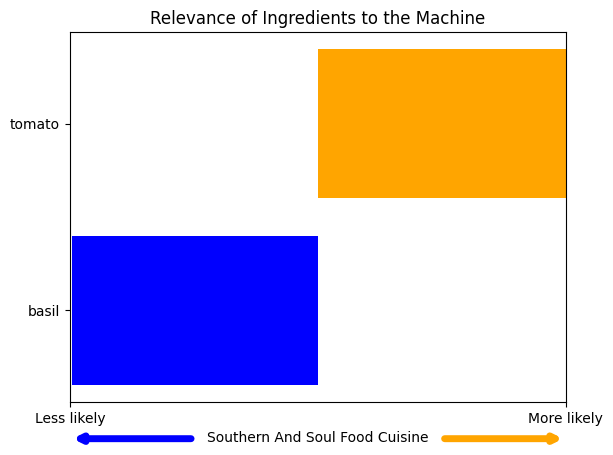 Relevance of Ingredients to the Machine
tomato
basil
Less likely
More likely
Southern And Soul Food Cuisine